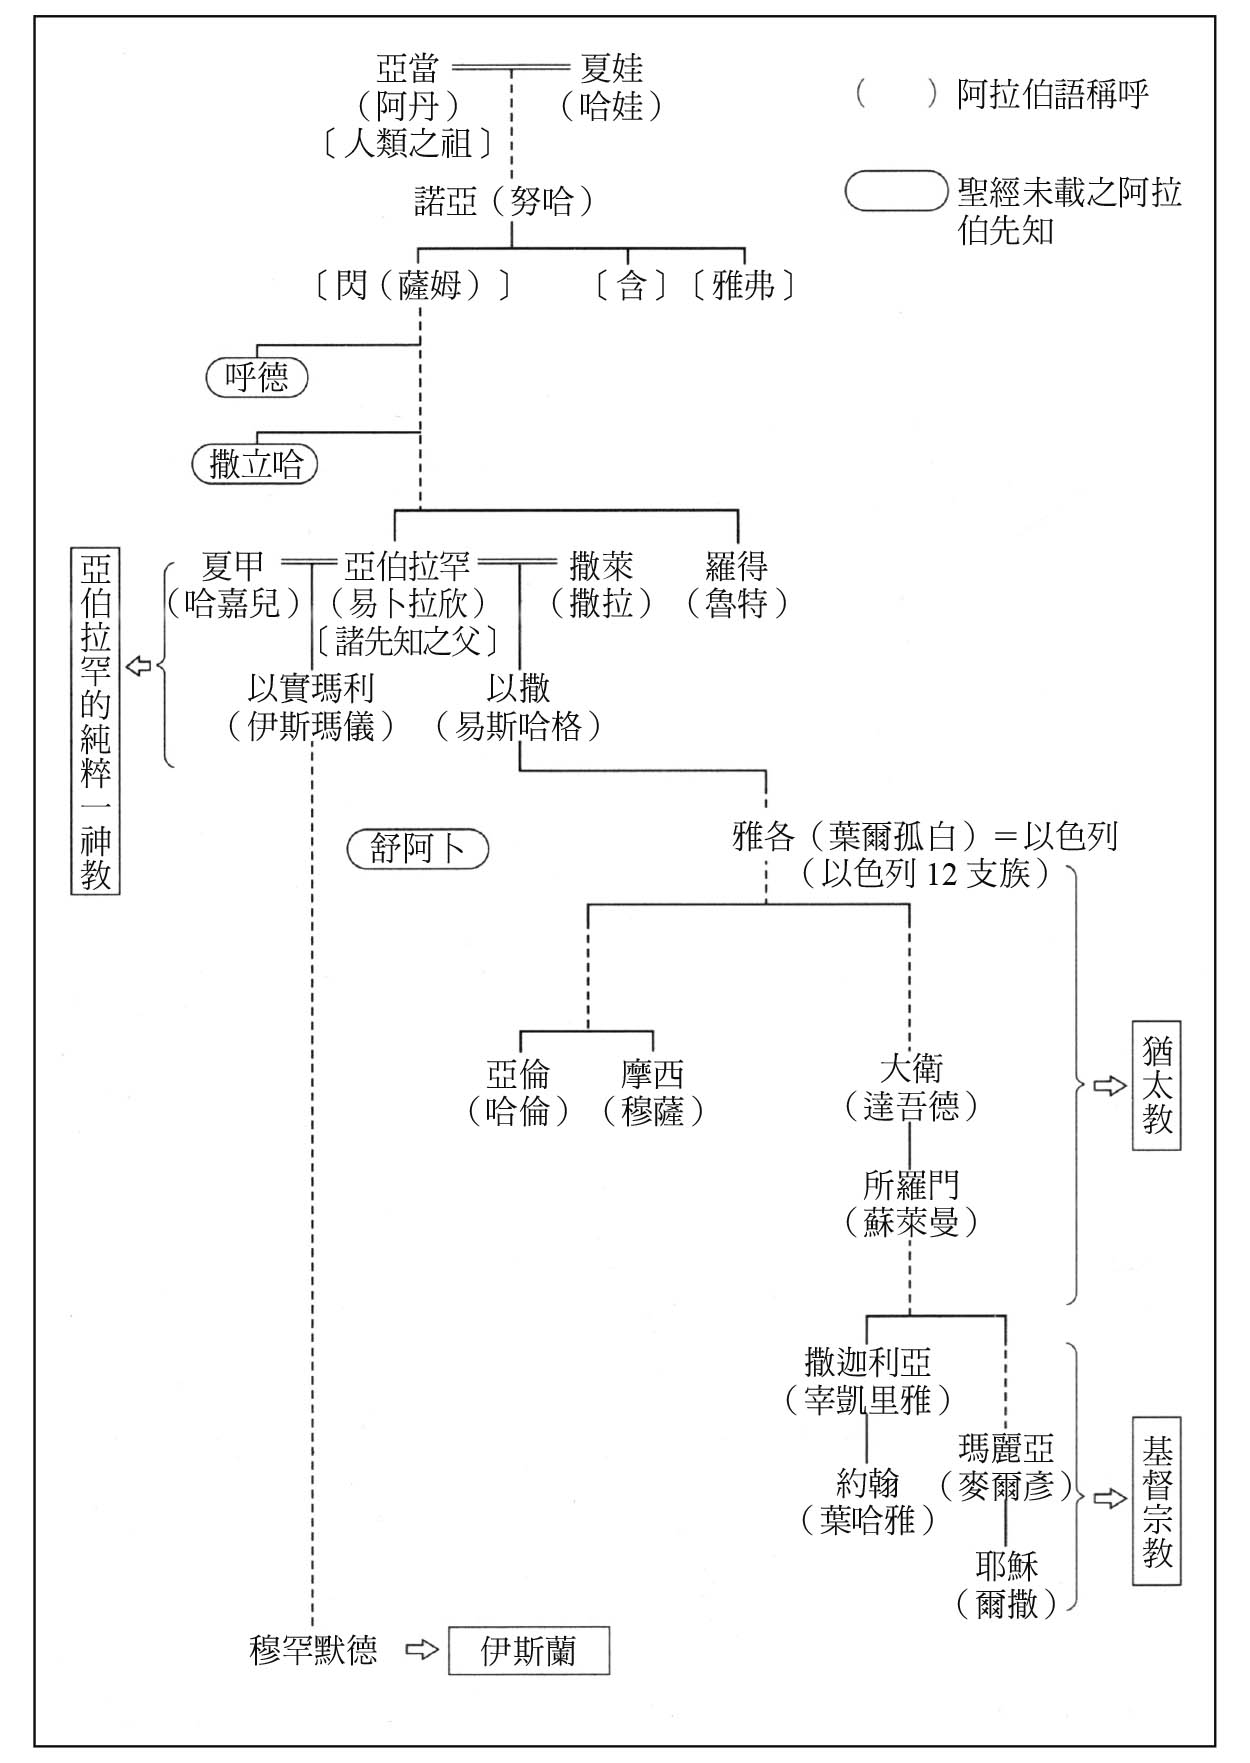 亞當 夏娃
（阿丹） （哈娃）
〔人類之祖〕
（　　）阿拉伯語稱呼
聖經未載之阿拉
伯先知
諾亞（努哈）
〔閃（薩姆）〕 〔含〕〔雅弗〕
呼德
撒立哈
亞伯拉罕的純粹一神教
夏甲 亞伯拉罕 撒萊 羅得
（哈嘉兒） （易卜拉欣） （撒拉） （魯特）
〔諸先知之父〕
以實瑪利 以撒
（伊斯瑪儀） （易斯哈格）
舒阿卜
雅各（葉爾孤白）＝以色列
（以色列 12 支族）
亞倫 摩西 大衛
（哈倫） （穆薩） （達吾德）
猶太教
所羅門
（蘇萊曼）
撒迦利亞
（宰凱里雅）
瑪麗亞
（麥爾彥）
約翰
（葉哈雅）
基督宗教
耶穌
（爾撒）
穆罕默德 伊斯蘭